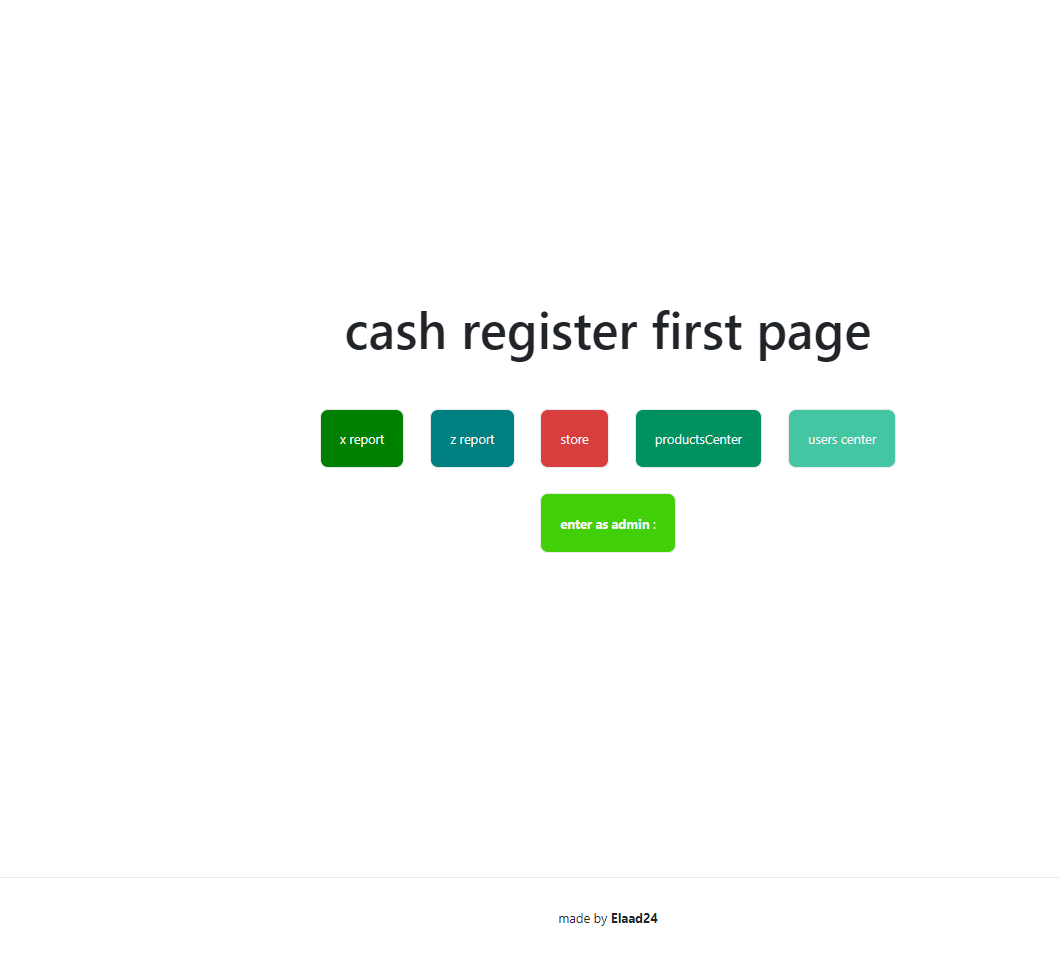 cash register first page
x report z report store productsCenter users center
enter as admin :
made by Elaad24